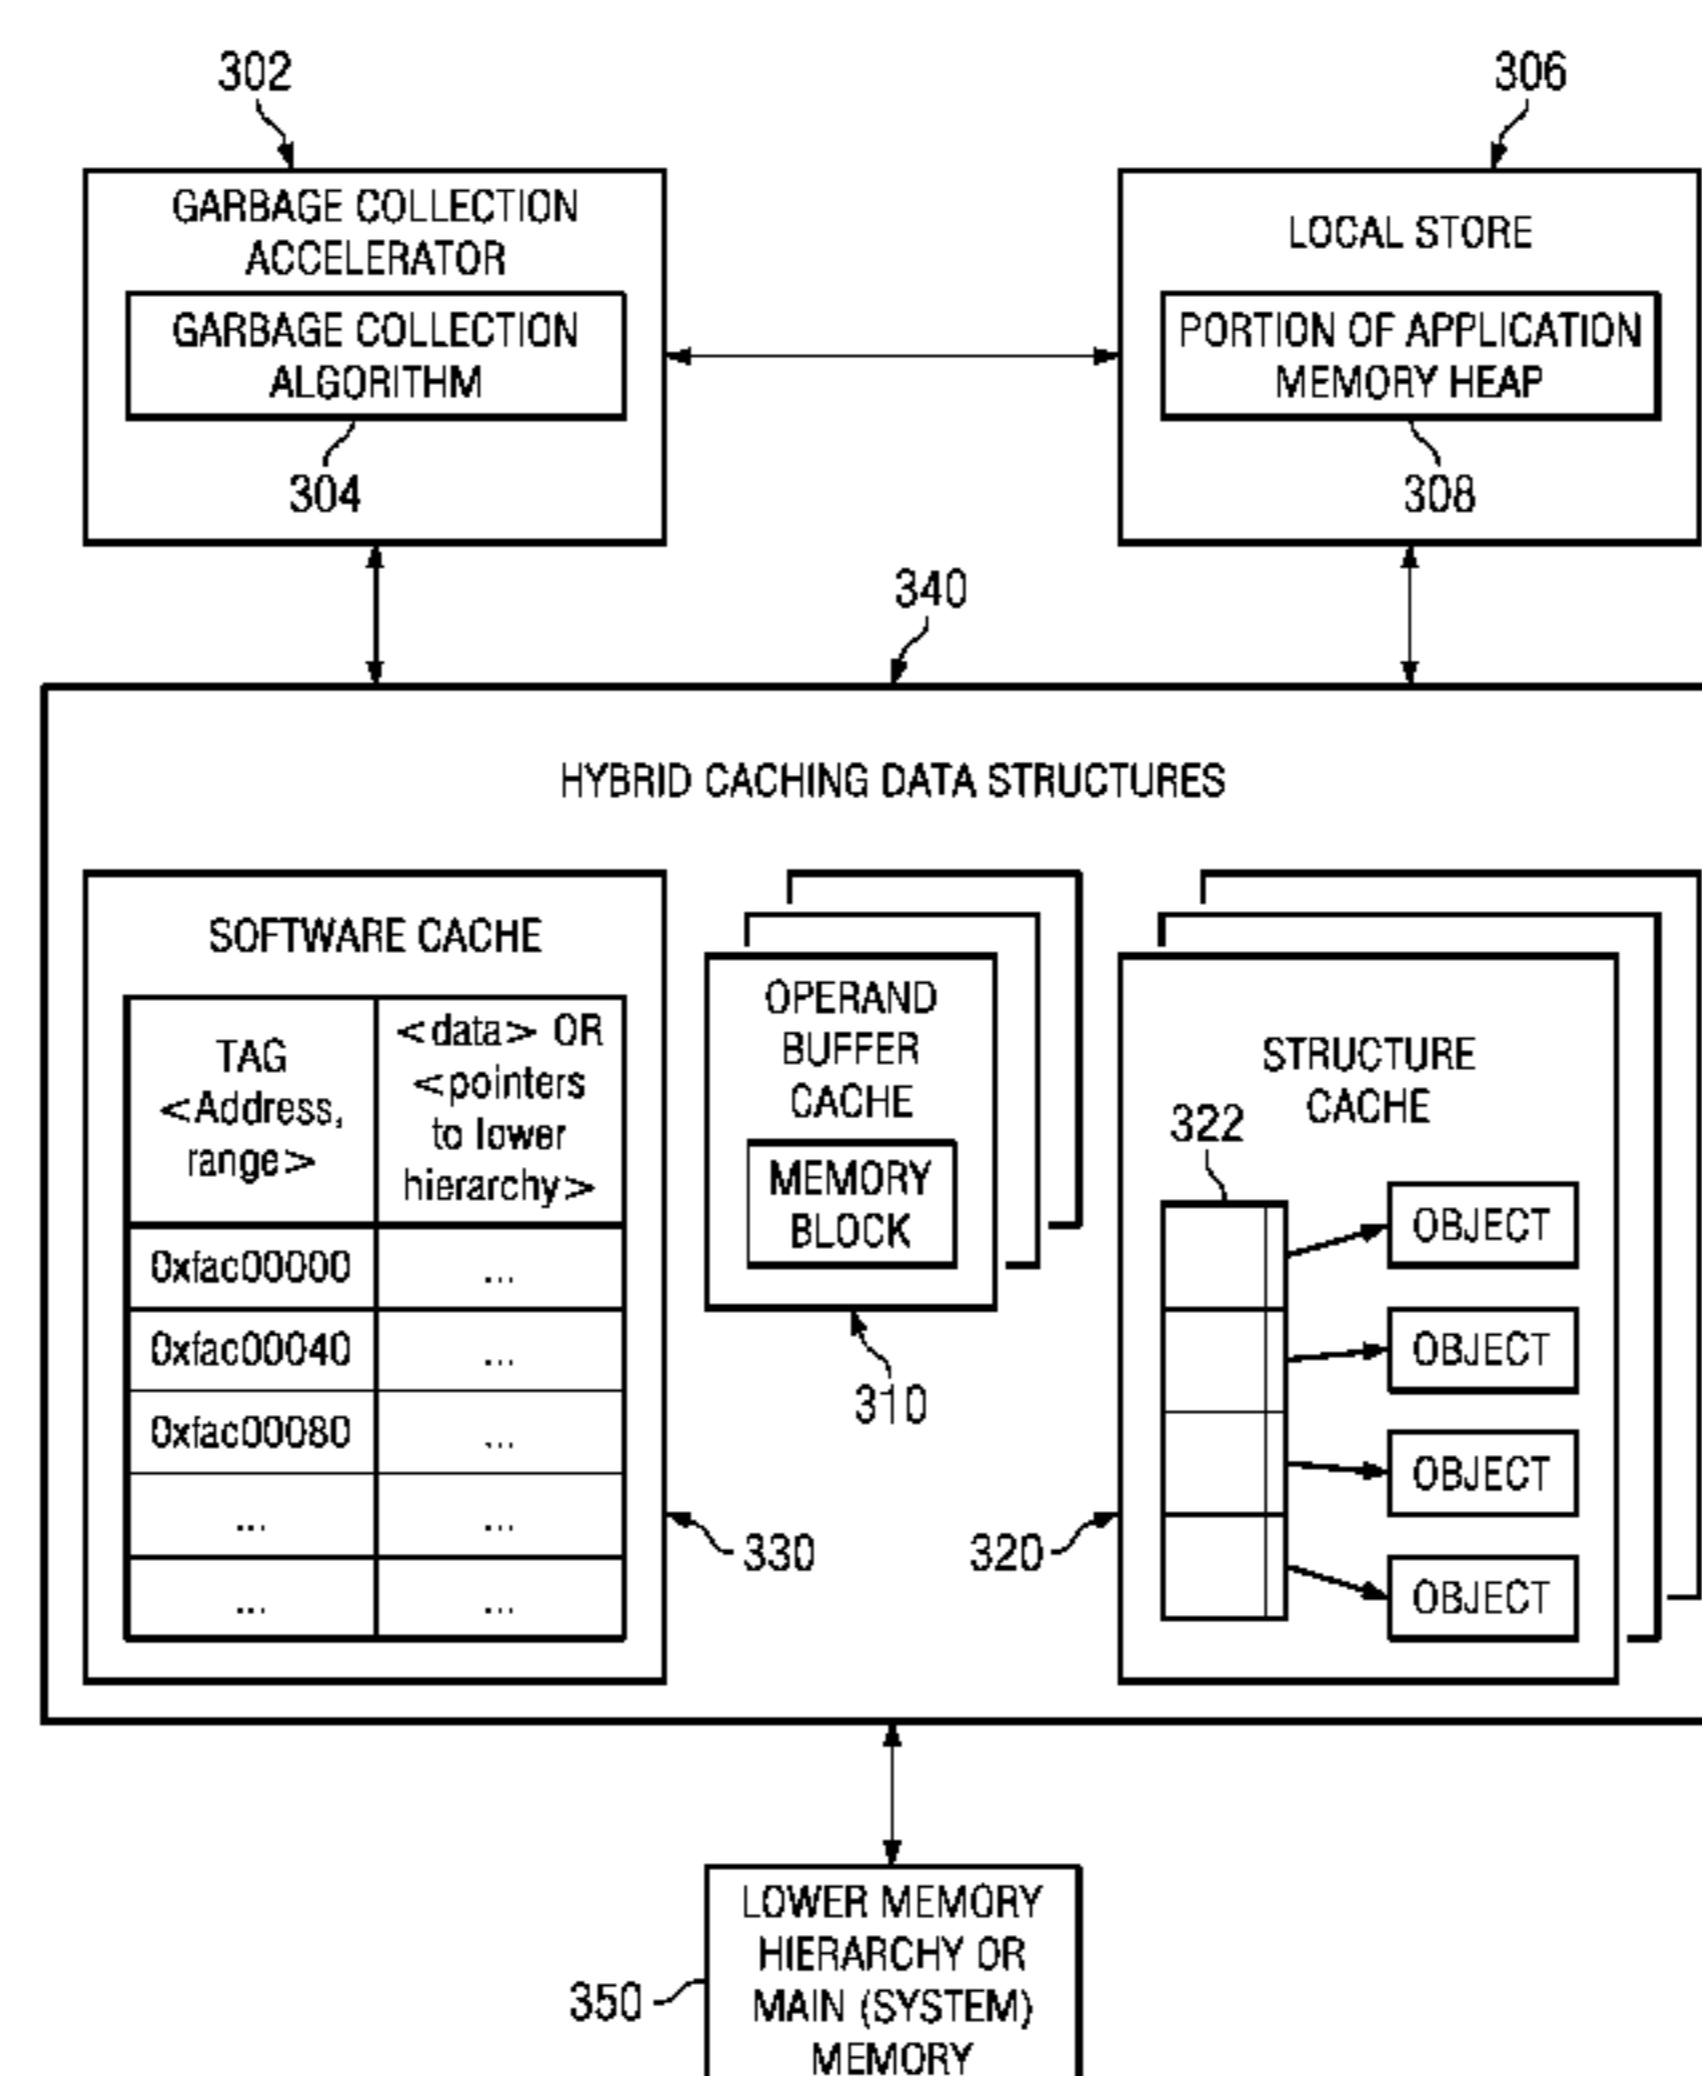 302
306
GARBAGE COLLECTION
ACCELERATOR
GARBAGE COLLECTION
ALGORITHM
304
LOCAL STORE
PORTION OF APPLICATION
MEMORY HEAP
308
340
HYBRID CACHING DATA STRUCTURES
SOFTWARE CACHE
TAG
<Address,
range>
<data> OR
<pointers
to lower
hierarchy>
0xfac00000
...
0xfac00040
...
0xfac00080
...
...
...
...
...
330
OPERAND
BUFFER
CACHE
MEMORY
BLOCK
310
STRUCTURE
CACHE
322
OBJECT
OBJECT
OBJECT
OBJECT
320
LOWER MEMORY
HIERARCHY OR
MAIN (SYSTEM)
MEMORY
350